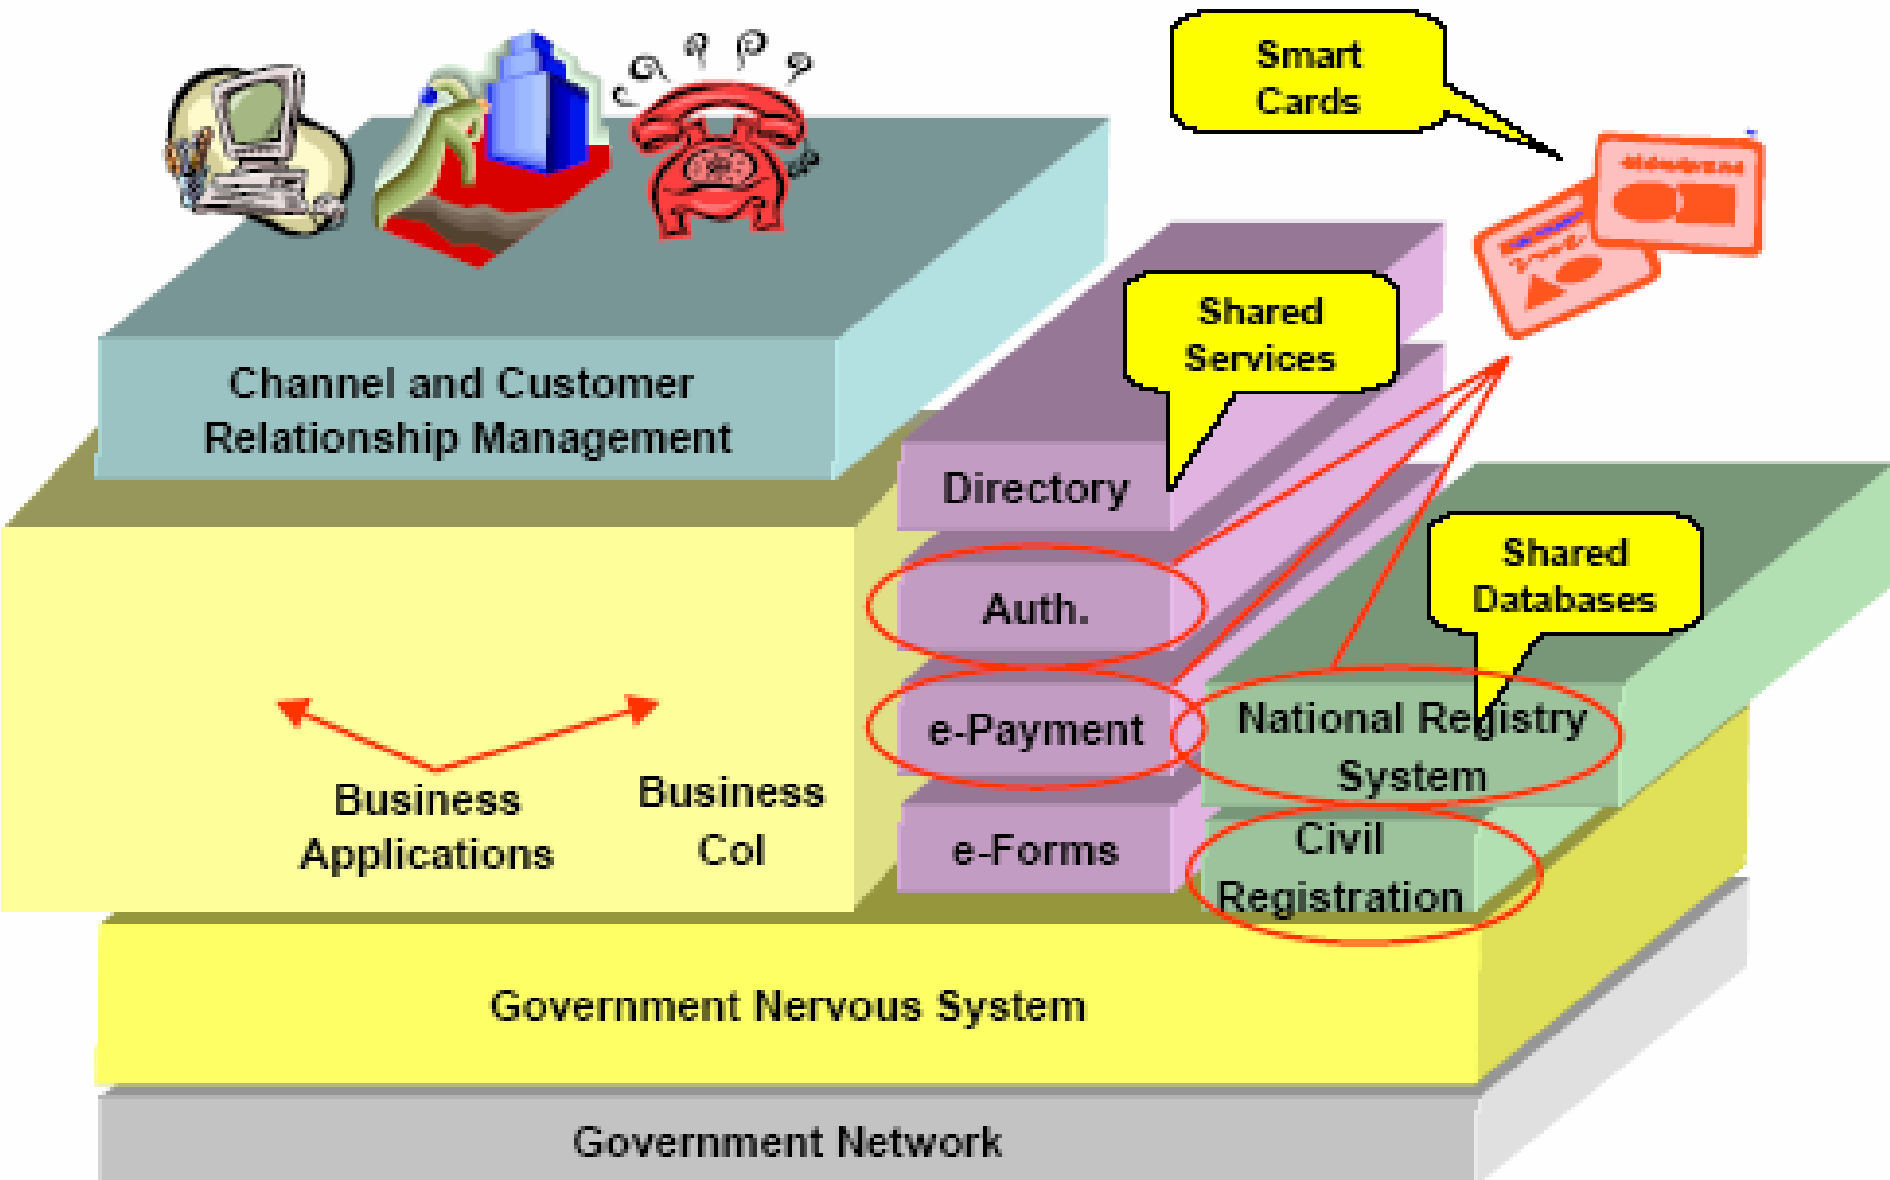 Smart
Cards
Shared
Services
Channel and Customer
Relationship Management
Directory
Shared
Databases
Auth.
e-Payment
National Registry
System
Business
Applications
Business
CoI
e-Forms
Civil
Registration
Government Nervous System
Government Network